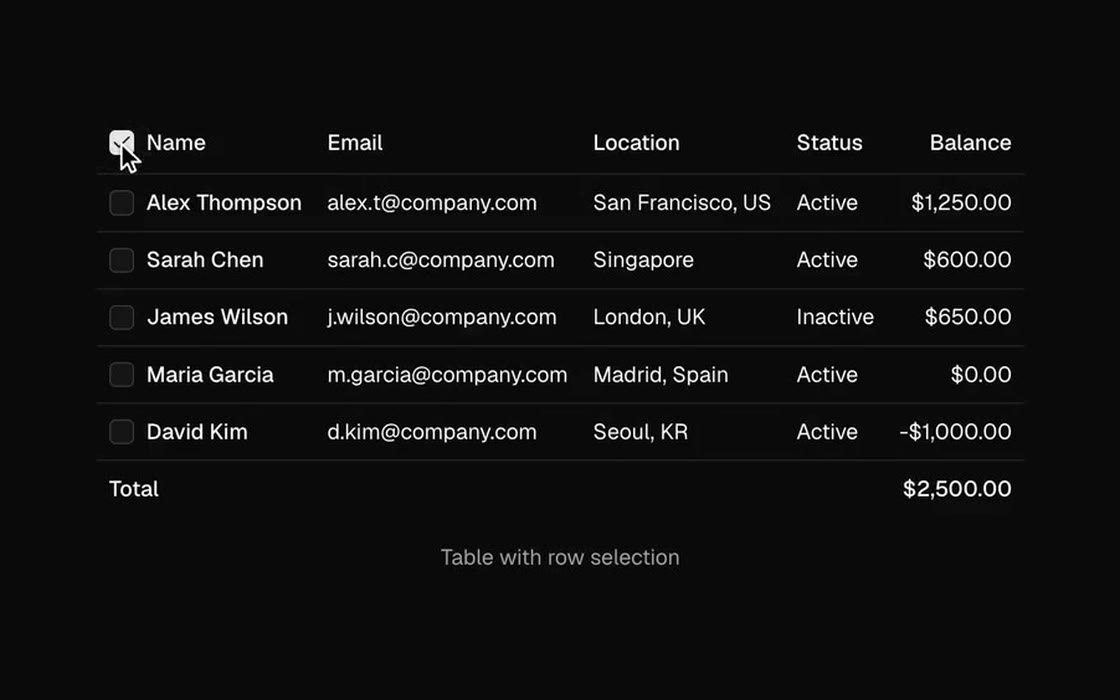 Name Email Location Status Balance
Alex Thompson alex.t@company.com San Francisco, US Active $1,250.00
Sarah Chen sarah.c@company.com Singapore Active $600.00
James Wilson j.wilson@company.com London, UK Inactive $650.00
Maria Garcia m.garcia@company.com Madrid, Spain Active $0.00
David Kim d.kim@company.com Seoul, KR Active -$1,000.00
Total $2,500.00
Table with row selection